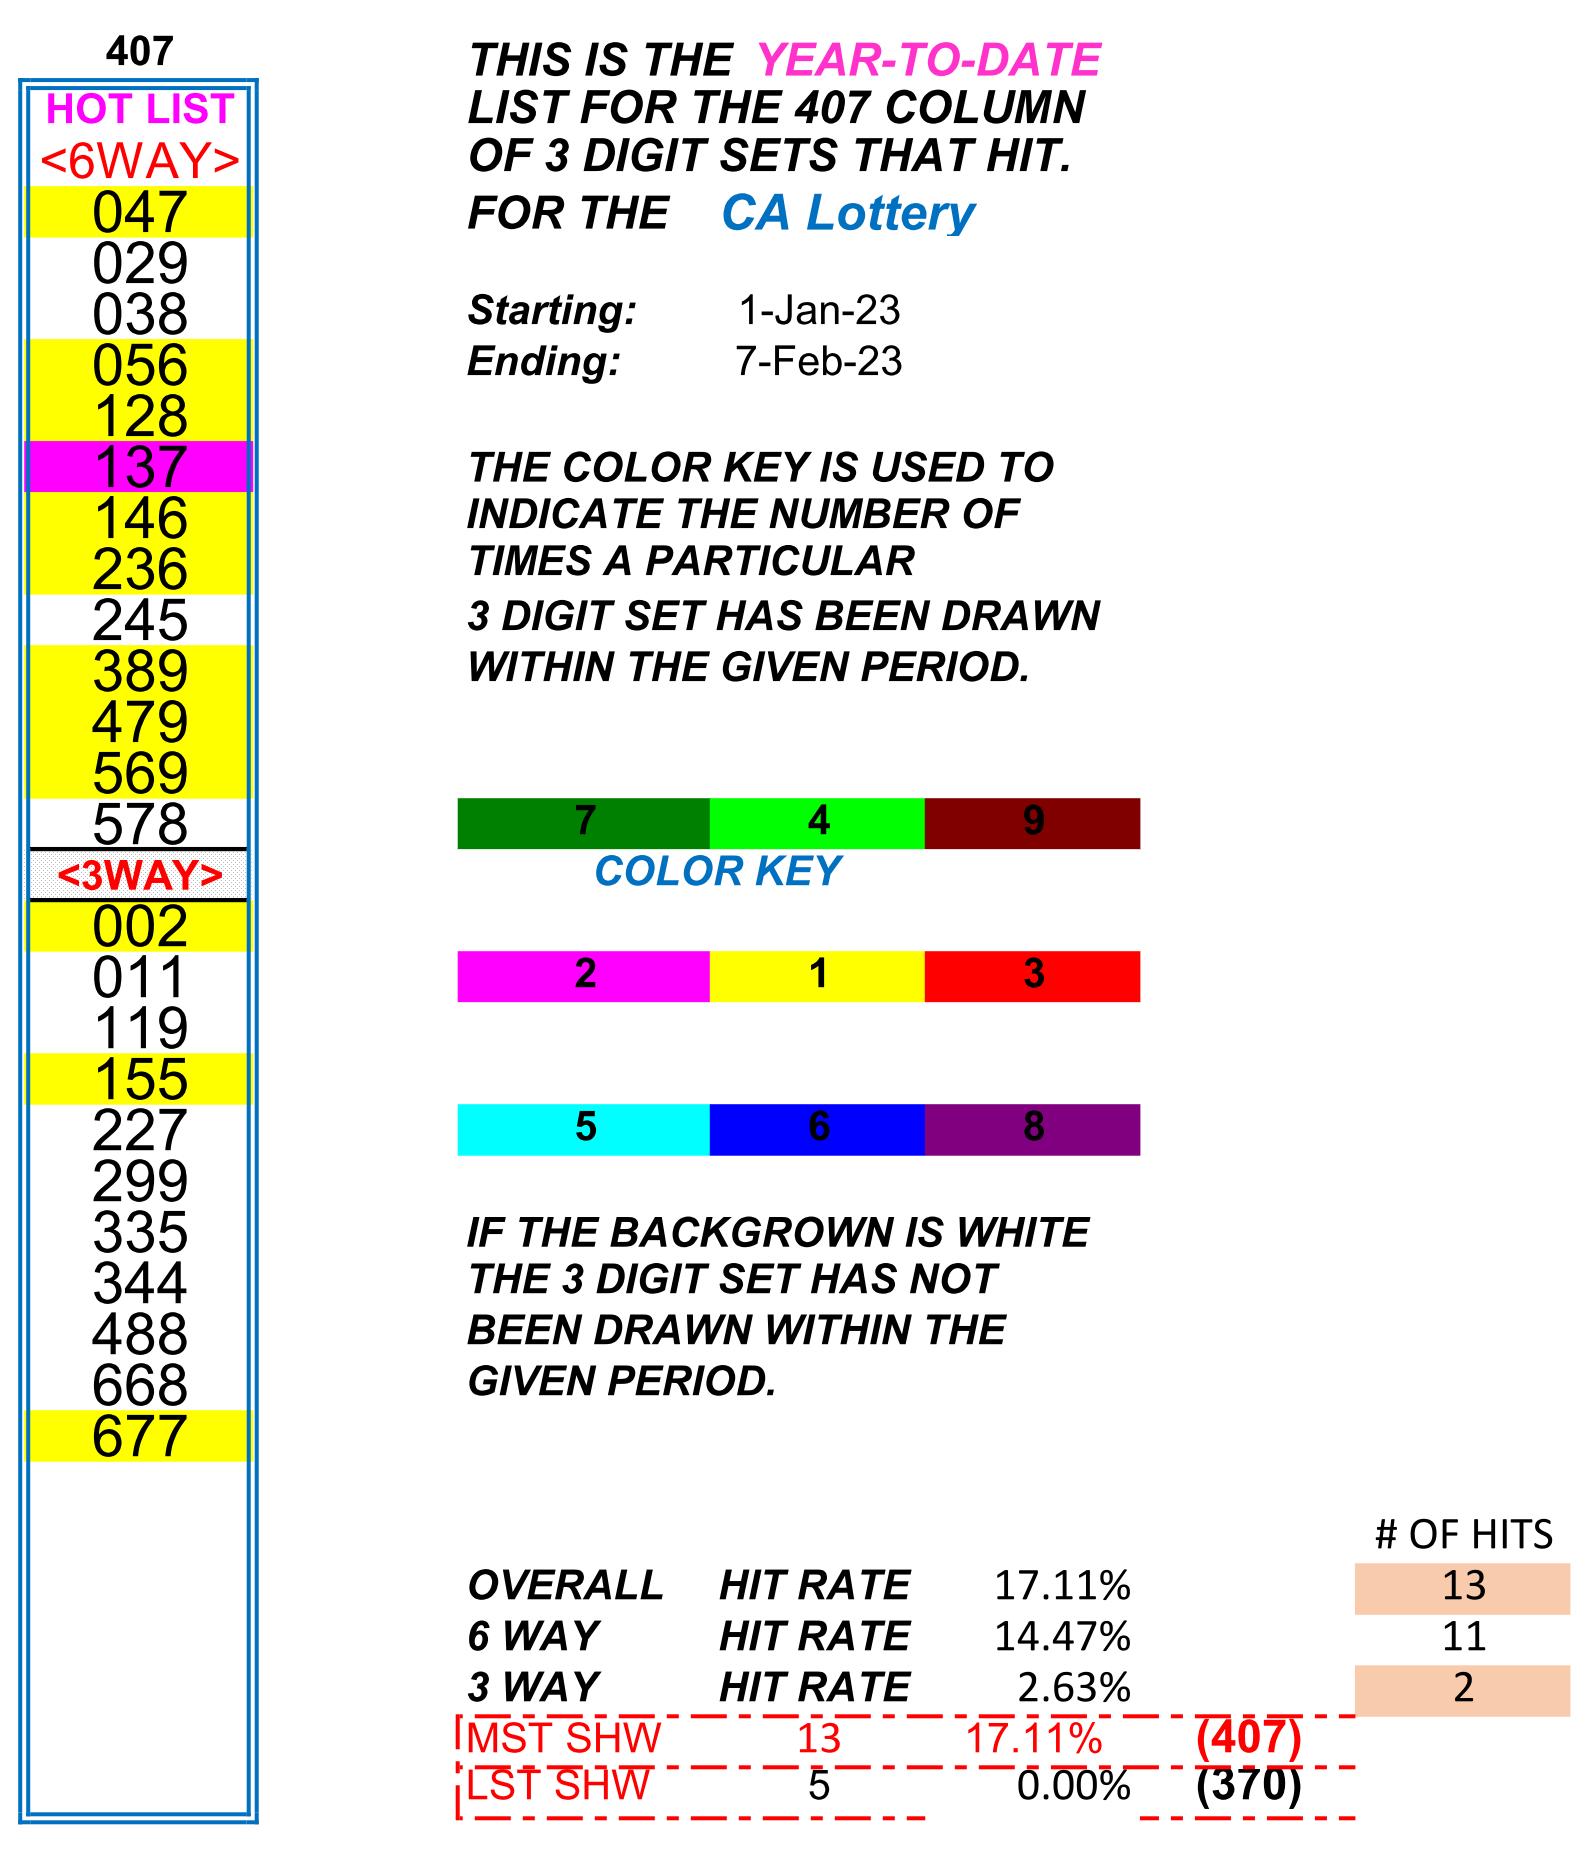 407
HOT LIST
<6WAY>
047
029
038
056
128
137
146
236
245
389
479
569
578
<3WAY>
002
011
119
155
227
299
335
344
488
668
677
THIS IS THE YEAR-TO-DATE
LIST FOR THE 407 COLUMN
OF 3 DIGIT SETS THAT HIT.
FOR THE CA Lottery
Starting: 1-Jan-23
Ending: 7-Feb-23
THE COLOR KEY IS USED TO
INDICATE THE NUMBER OF
TIMES A PARTICULAR
3 DIGIT SET HAS BEEN DRAWN
WITHIN THE GIVEN PERIOD.
7 4 9
COLOR KEY
2 1 3
5 6 8
IF THE BACKGROWN IS WHITE
THE 3 DIGIT SET HAS NOT
BEEN DRAWN WITHIN THE
GIVEN PERIOD.
# OF HITS
OVERALL HIT RATE 17.11% 13
6 WAY HIT RATE 14.47% 11
3 WAY HIT RATE 2.63% 2
MST SHW 13 17.11% (407)
LST SHW 5 0.00% (370)